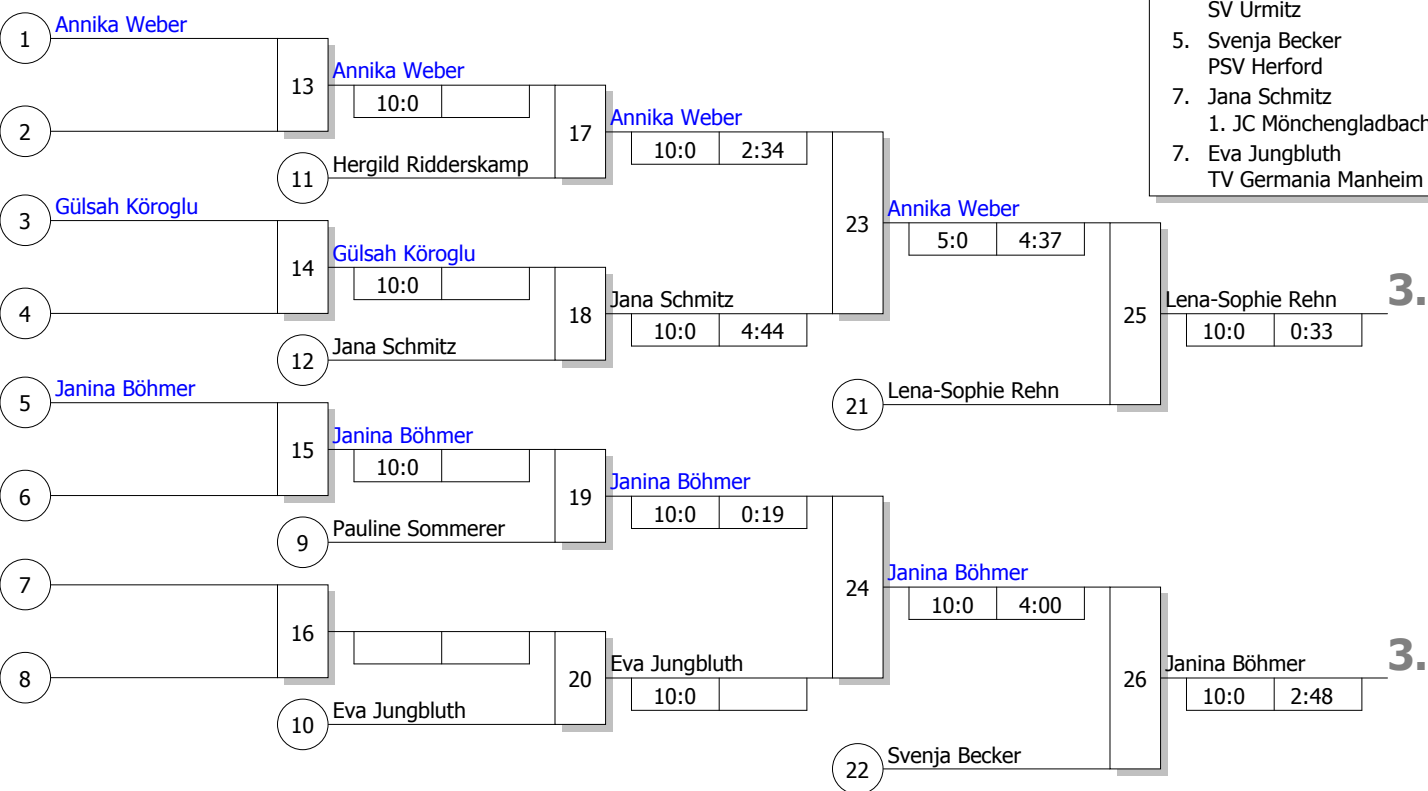 SV Urmitz
5. Svenja Becker
PSV Herford
7. Jana Schmitz
1. JC Mönchengladbach
7. Eva Jungbluth
TV Germania Manheim
1 Annika Weber
2
13 Annika Weber
10:0
11 Hergild Ridderskamp
17 Annika Weber
10:0 2:34
3 Gülsah Köroglu
4
14 Gülsah Köroglu
10:0
12 Jana Schmitz
18 Jana Schmitz
10:0 4:44
23 Annika Weber
5:0 4:37
21 Lena-Sophie Rehn
25 Lena-Sophie Rehn 3.
10:0 0:33
5 Janina Böhmer
6
15 Janina Böhmer
10:0
9 Pauline Sommerer
19 Janina Böhmer
10:0 0:19
7
8
16
10 Eva Jungbluth
20 Eva Jungbluth
10:0
24 Janina Böhmer
10:0 4:00
22 Svenja Becker
26 Janina Böhmer 3.
10:0 2:48